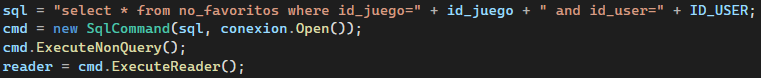 sql = "select * from no_favoritos where id_juego=" + id_juego + " and id_user=" + ID_USER;
cmd = new SqlCommand(sql, conexion.Open());
cmd.ExecuteNonQuery();
reader = cmd.ExecuteReader();